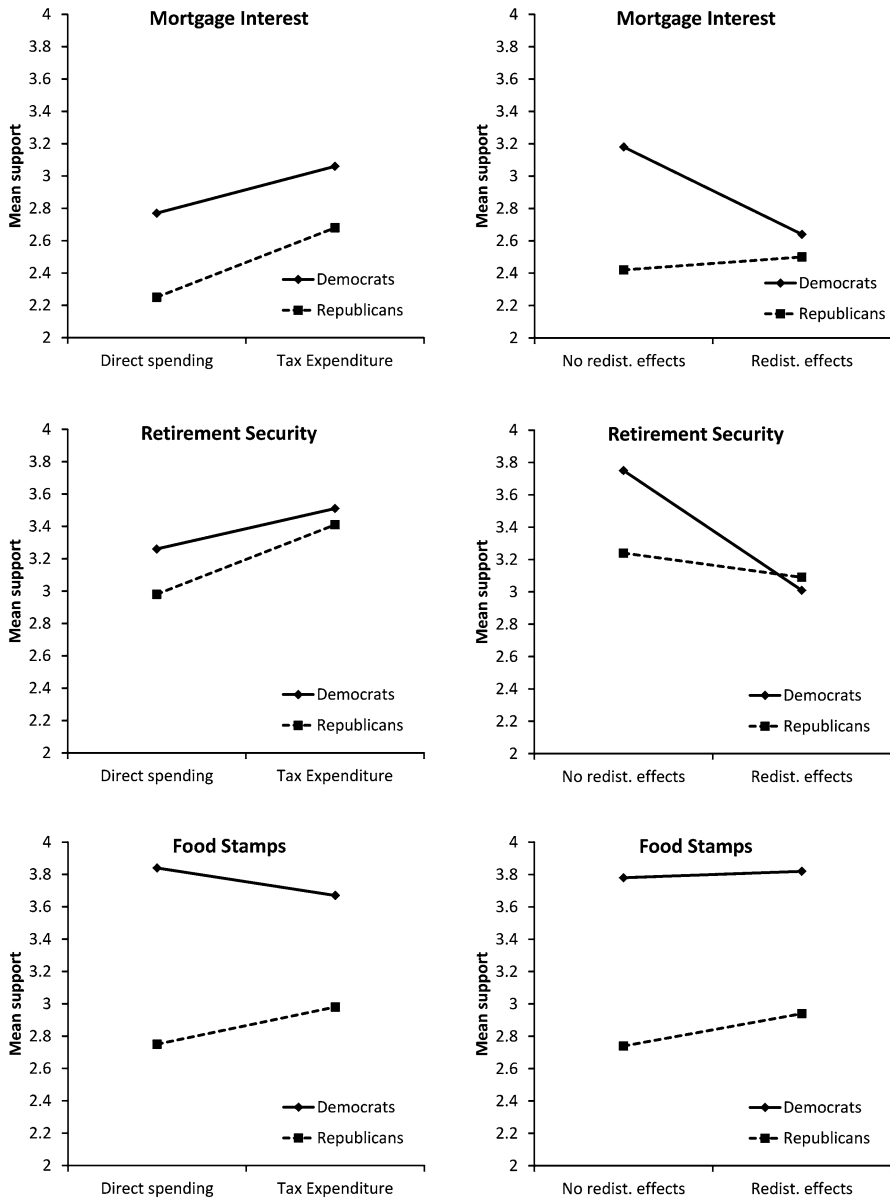 Mortgage Interest
4
3.8
3.6
3.4
3.2
3
2.8
2.6
2.4
2.2
2
Mean support
Democrats
Republicans
Direct spending Tax Expenditure
Mortgage Interest
4
3.8
3.6
3.4
3.2
3
2.8
2.6
2.4
2.2
2
Mean support
Democrats
Republicans
No redist. effects Redist. effects
Retirement Security
4
3.8
3.6
3.4
3.2
3
2.8
2.6
2.4
2.2
2
Mean support
Democrats
Republicans
Direct spending Tax Expenditure
Retirement Security
4
3.8
3.6
3.4
3.2
3
2.8
2.6
2.4
2.2
2
Mean support
Democrats
Republicans
No redist. effects Redist. effects
Food Stamps
4
3.8
3.6
3.4
3.2
3
2.8
2.6
2.4
2.2
2
Mean support
Democrats
Republicans
Direct spending Tax Expenditure
Food Stamps
4
3.8
3.6
3.4
3.2
3
2.8
2.6
2.4
2.2
2
Mean support
Democrats
Republicans
No redist. effects Redist. effects